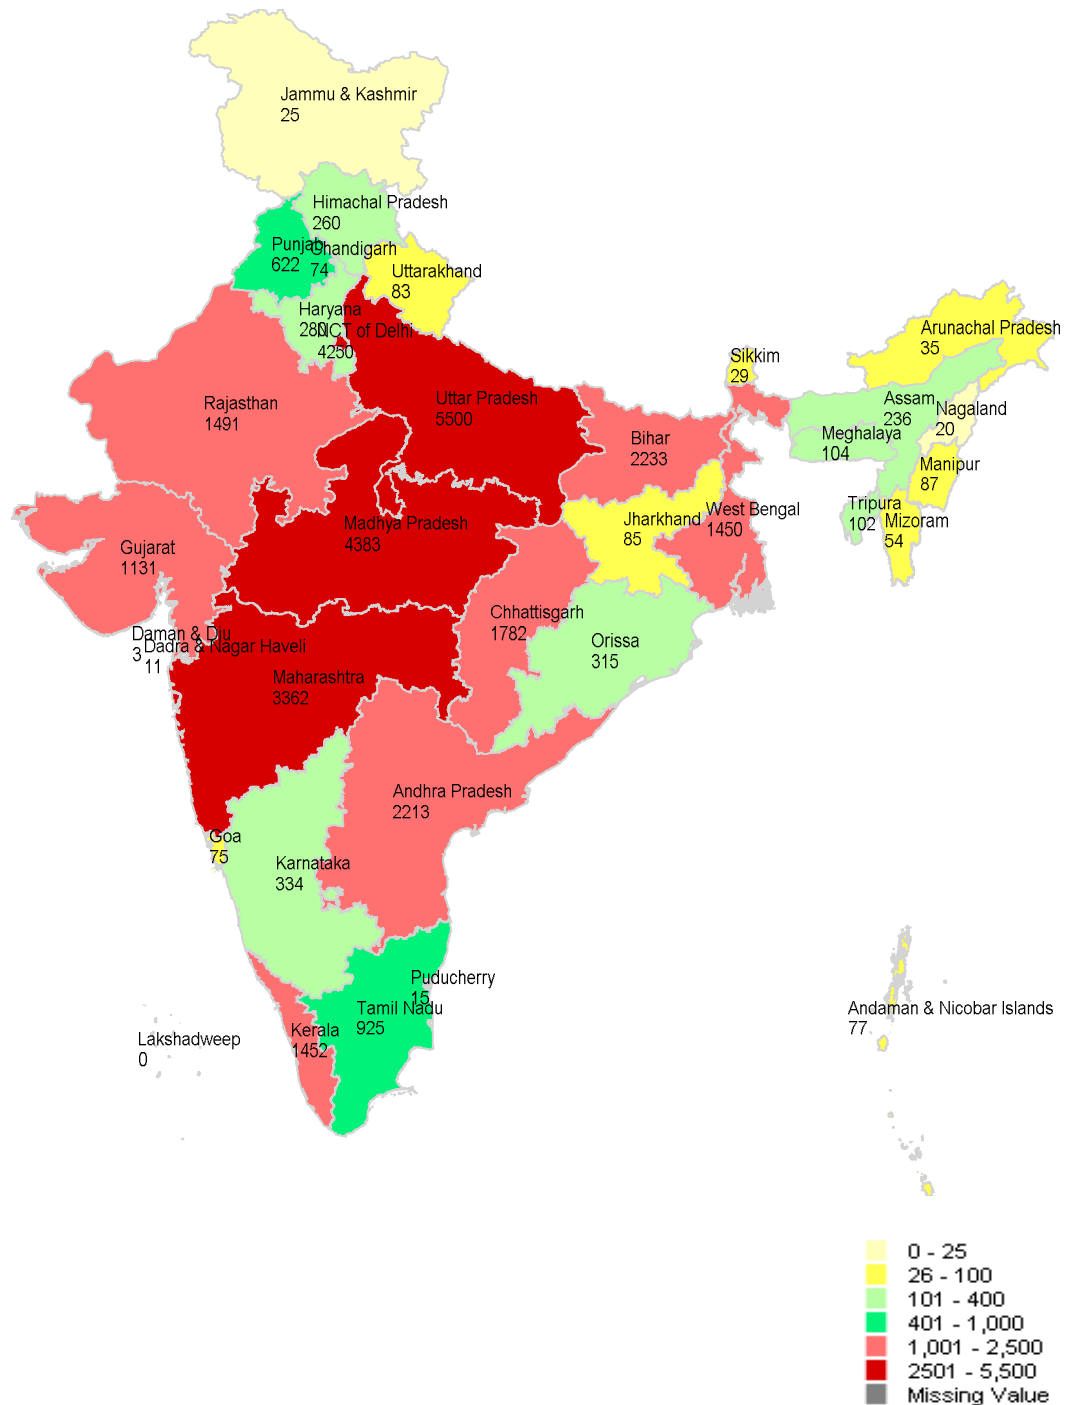 Jammu & Kashmir
25
Himachal Pradesh
260
Punjab
622
Chandigarh
74
Uttarakhand
83
Haryana
280
NCT of Delhi
4250
Arunachal Pradesh
35
Sikkim
29
Uttar Pradesh
5500
Rajasthan
1491
Assam
236
Nagaland
20
Bihar
2233
Meghalaya
104
Manipur
87
Tripura
102
Mizoram
54
West Bengal
1450
Jharkhand
85
Madhya Pradesh
4383
Gujarat
1131
Chhattisgarh
1782
Orissa
315
Daman & Diu
3
Dadra & Nagar Haveli
11
Maharashtra
3362
Andhra Pradesh
2213
Goa
75
Karnataka
334
Puducherry
15
Tamil Nadu
925
Andaman & Nicobar Islands
77
Kerala
1452
Lakshadweep
0
0 - 25
26 - 100
101 - 400
401 - 1,000
1,001 - 2,500
2501 - 5,500
Missing Value